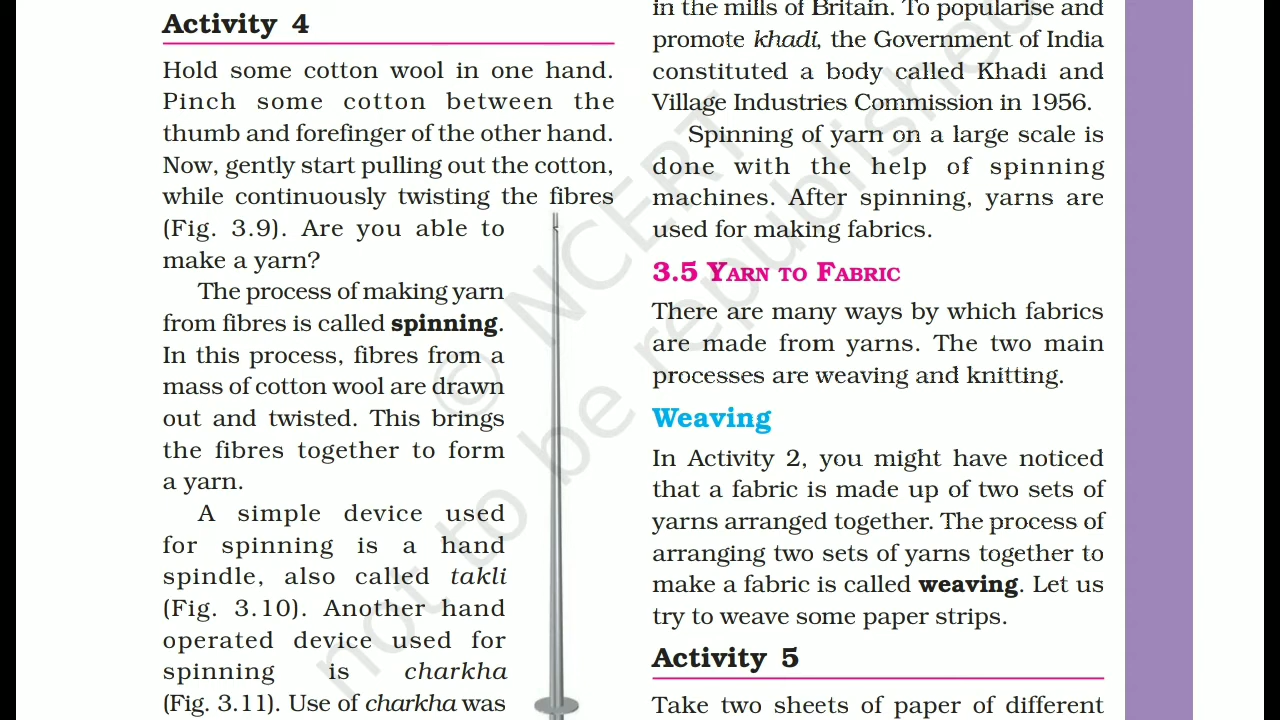 Activity 4
Hold some cotton wool in one hand.
Pinch some cotton between the
thumb and forefinger of the other hand.
Now, gently start pulling out the cotton,
while continuously twisting the fibres
(Fig. 3.9). Are you able to
make a yarn?
The process of making yarn
from fibres is called spinning.
In this process, fibres from a
mass of cotton wool are drawn
out and twisted. This brings
the fibres together to form
a yarn.
A simple device used
for spinning is a hand
spindle, also called takli
(Fig. 3.10). Another hand
operated device used for
spinning is charkha
(Fig. 3.11). Use of charkha was
in the mills of Britain. To popularise and
promote khadi, the Government of India
constituted a body called Khadi and
Village Industries Commission in 1956.
Spinning of yarn on a large scale is
done with the help of spinning
machines. After spinning, yarns are
used for making fabrics.
3.5 YARN TO FABRIC
There are many ways by which fabrics
are made from yarns. The two main
processes are weaving and knitting.
Weaving
In Activity 2, you might have noticed
that a fabric is made up of two sets of
yarns arranged together. The process of
arranging two sets of yarns together to
make a fabric is called weaving. Let us
try to weave some paper strips.
Activity 5
Take two sheets of paper of different
© NCERT
not to be republished